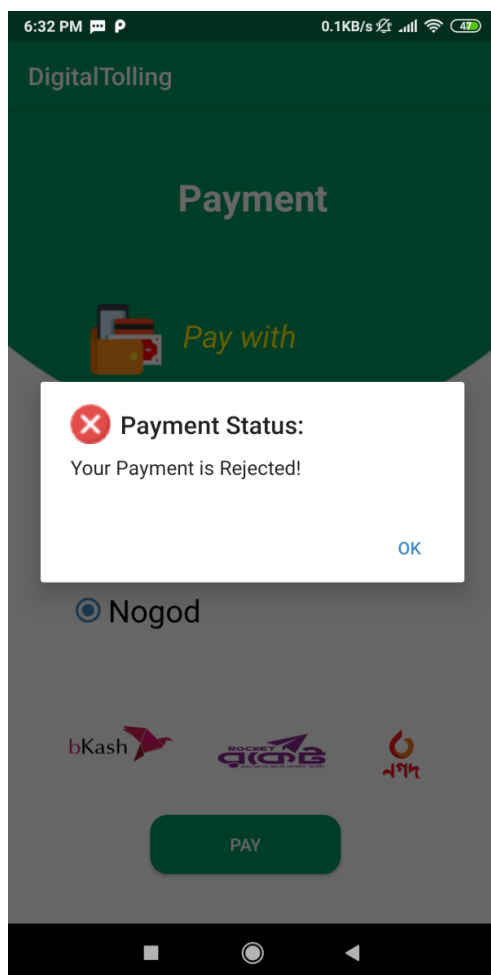 6:32 PM
0.1KB/s
47
DigitalTolling
Payment
Pay with
Payment Status:
Your Payment is Rejected!
OK
Nogod
bKash
ROCKET
রকেট
নগদ
PAY